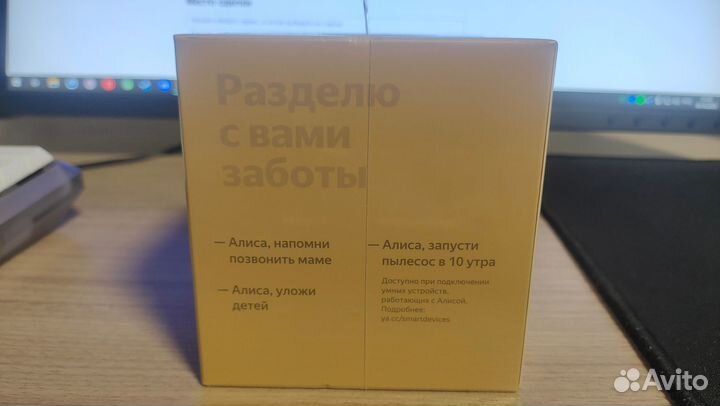 Разделю
с вами
заботы
— Алиса, напомни
позвонить маме
— Алиса, уложи
детей
— Алиса, запусти
пылесос в 10 утра
Доступно при подключении
умных устройств,
работающих с Алисой.
Подробнее:
ya.cc/smartdevices
Avito